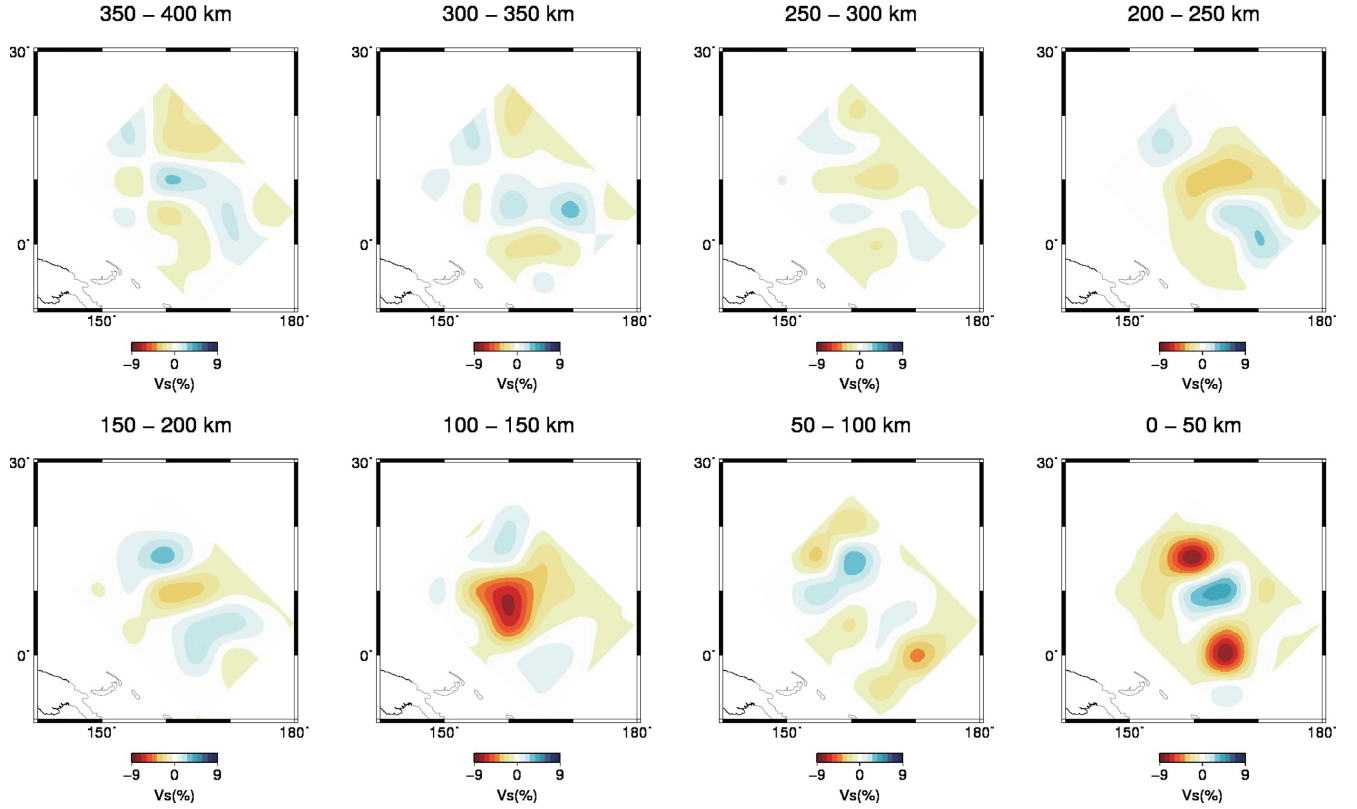 350 – 400 km
300 – 350 km
250 – 300 km
200 – 250 km
30°
30°
30°
30°
0°
0°
0°
0°
150°
180°
150°
180°
150°
180°
150°
180°
−9 0 9
−9 0 9
−9 0 9
−9 0 9
Vs(%)
Vs(%)
Vs(%)
Vs(%)
150 – 200 km
100 – 150 km
50 – 100 km
0 – 50 km
30°
30°
30°
30°
0°
0°
0°
0°
150°
180°
150°
180°
150°
180°
150°
180°
−9 0 9
−9 0 9
−9 0 9
−9 0 9
Vs(%)
Vs(%)
Vs(%)
Vs(%)